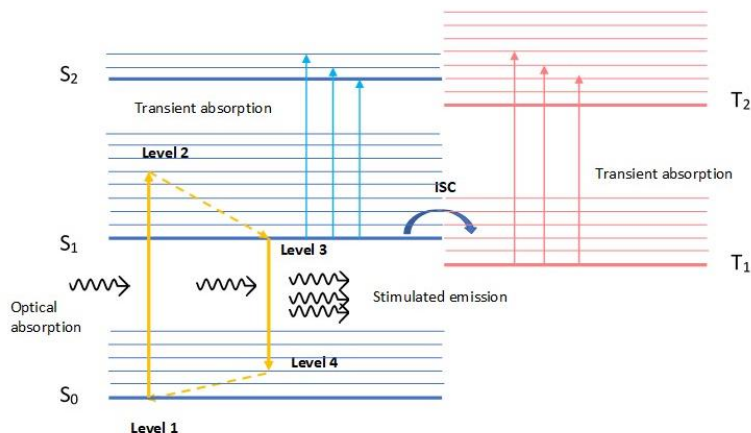 S2
T2
Transient absorption
Level 2
Transient absorption
ISC
S1
Level 3
T1
Optical
absorption
Stimulated emission
Level 4
S0
Level 1